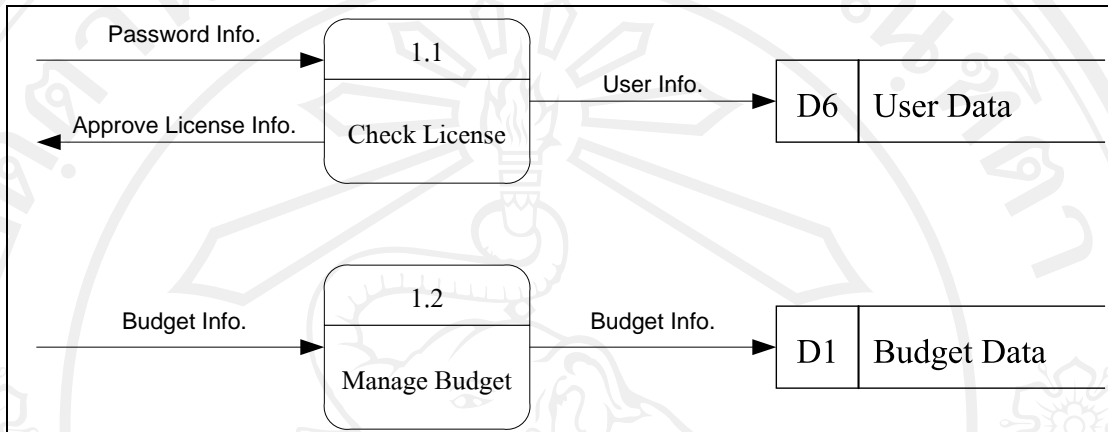 Password Info.
1.1
User Info.
D6 User Data
Approve License Info.
Check License
1.2
Budget Info.
Budget Info.
D1 Budget Data
Manage Budget